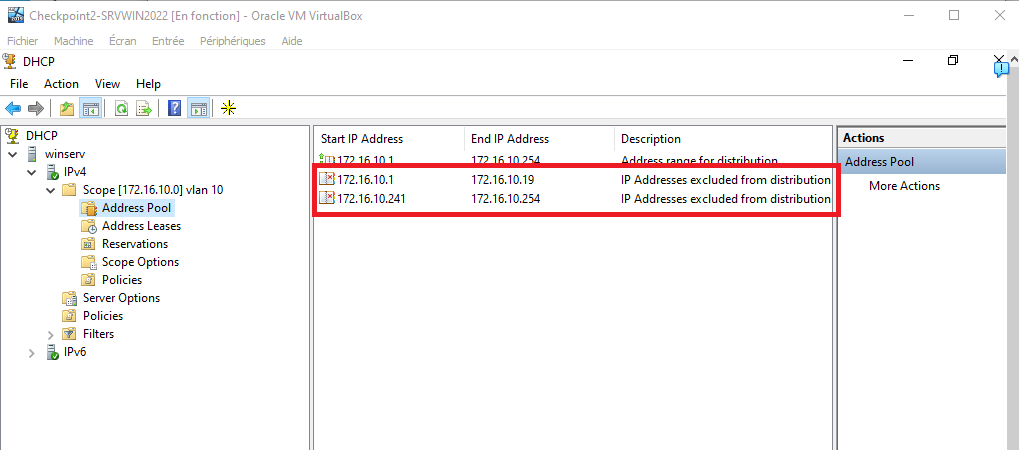 Checkpoint2-SRVWIN2022 [En fonction] - Oracle VM VirtualBox
Fichier Machine Écran Entrée Périphériques Aide
DHCP
File Action View Help
DHCP
winserv
IPv4
Scope [172.16.10.0] vlan 10
Address Pool
Address Leases
Reservations
Scope Options
Policies
Server Options
Policies
Filters
IPv6
Start IP Address End IP Address Description
172.16.10.1 172.16.10.254 Address range for distribution
172.16.10.1 172.16.10.19 IP Addresses excluded from distribution
172.16.10.241 172.16.10.254 IP Addresses excluded from distribution
Actions
Address Pool
More Actions